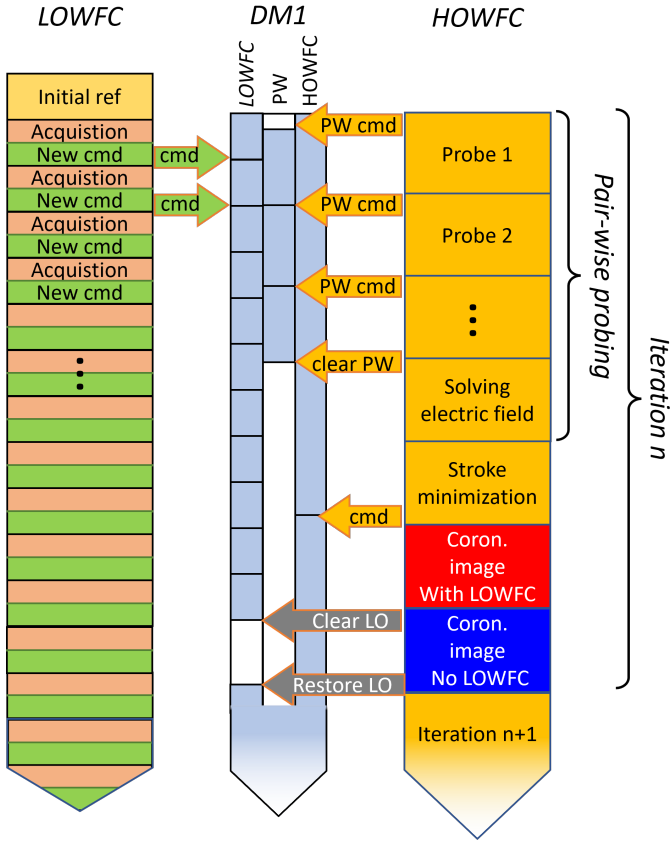 LOWFC
DM1
HOWFC
LOWFC
PW
HOWFC
Initial ref
Acquistion
New cmd
Acquistion
New cmd
Acquistion
New cmd
Acquistion
New cmd
cmd
cmd
PW cmd
PW cmd
PW cmd
clear PW
cmd
Clear LO
Restore LO
Probe 1
Probe 2
Solving
electric field
Stroke
minimization
Coron.
image
With LOWFC
Coron.
image
No LOWFC
Iteration n+1
Pair-wise probing
Iteration n